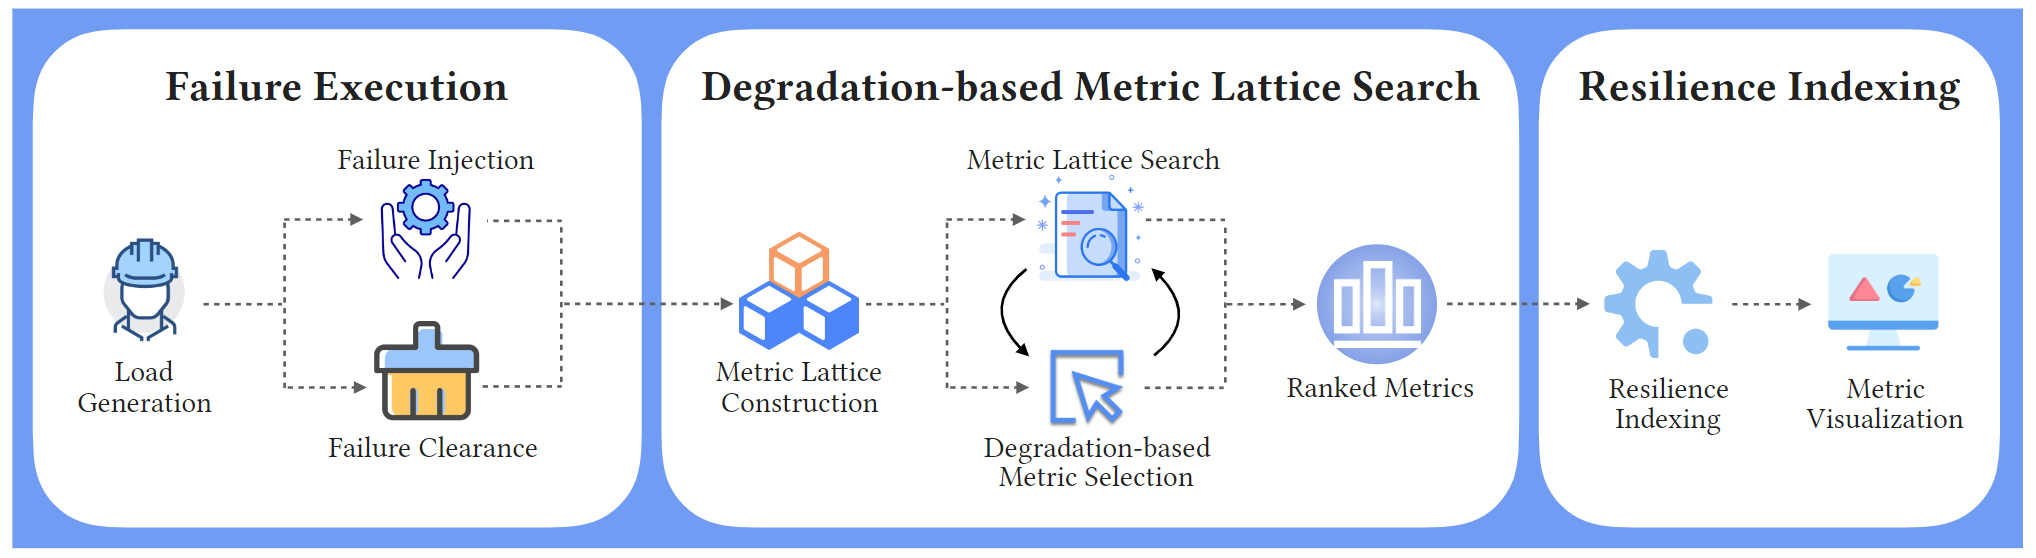 Failure Execution
Failure Injection
Load
Generation
Failure Clearance
Degradation-based Metric Lattice Search
Metric Lattice Search
Metric Lattice
Construction
Degradation-based
Metric Selection
Ranked Metrics
Resilience Indexing
Resilience
Indexing
Metric
Visualization